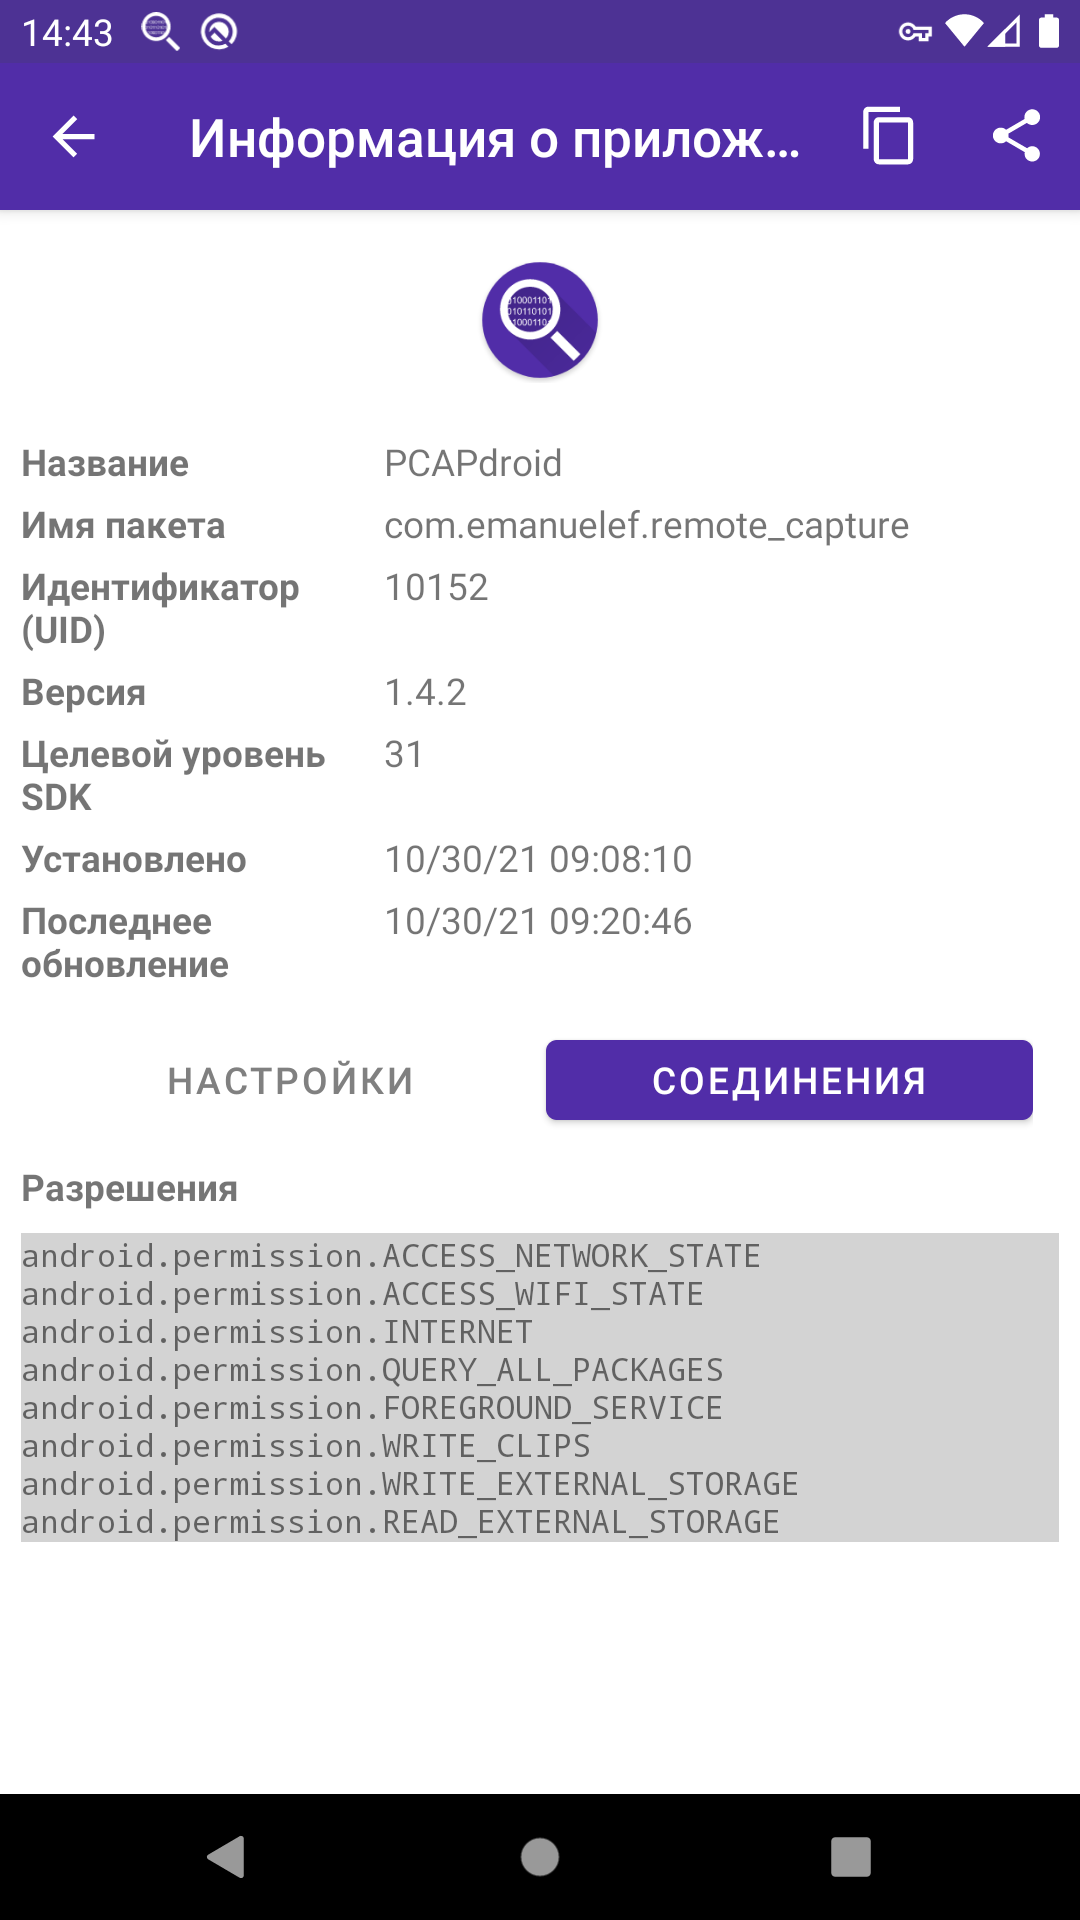 14:43
Информация о прилож...
Название PCAPdroid
Имя пакета com.emanuelef.remote_capture
Идентификатор 10152
(UID)
Версия 1.4.2
Целевой уровень 31
SDK
Установлено 10/30/21 09:08:10
Последнее 10/30/21 09:20:46
обновление
НАСТРОЙКИ СОЕДИНЕНИЯ
Разрешения
android.permission.ACCESS_NETWORK_STATE
android.permission.ACCESS_WIFI_STATE
android.permission.INTERNET
android.permission.QUERY_ALL_PACKAGES
android.permission.FOREGROUND_SERVICE
android.permission.WRITE_CLIPS
android.permission.WRITE_EXTERNAL_STORAGE
android.permission.READ_EXTERNAL_STORAGE